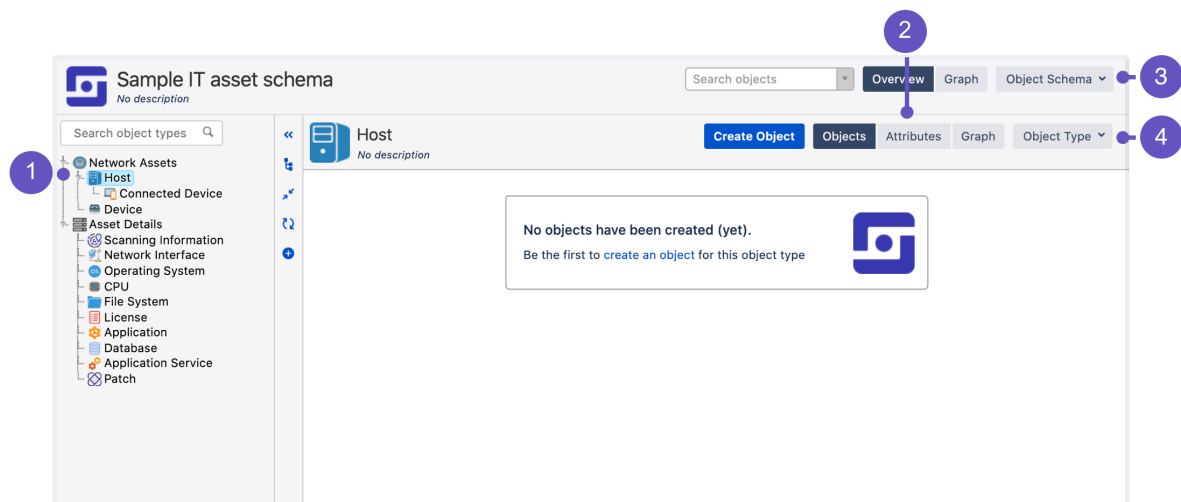 2
Sample IT asset schema
No description
Search objects
Overview
Graph
Object Schema
3
Search object types
Host
No description
Create Object
Objects
Attributes
Graph
Object Type
4
1
Network Assets
Host
Connected Device
Device
Asset Details
Scanning Information
Network Interface
OS Operating System
CPU
File System
License
Application
Database
Application Service
Patch
No objects have been created (yet).
Be the first to create an object for this object type